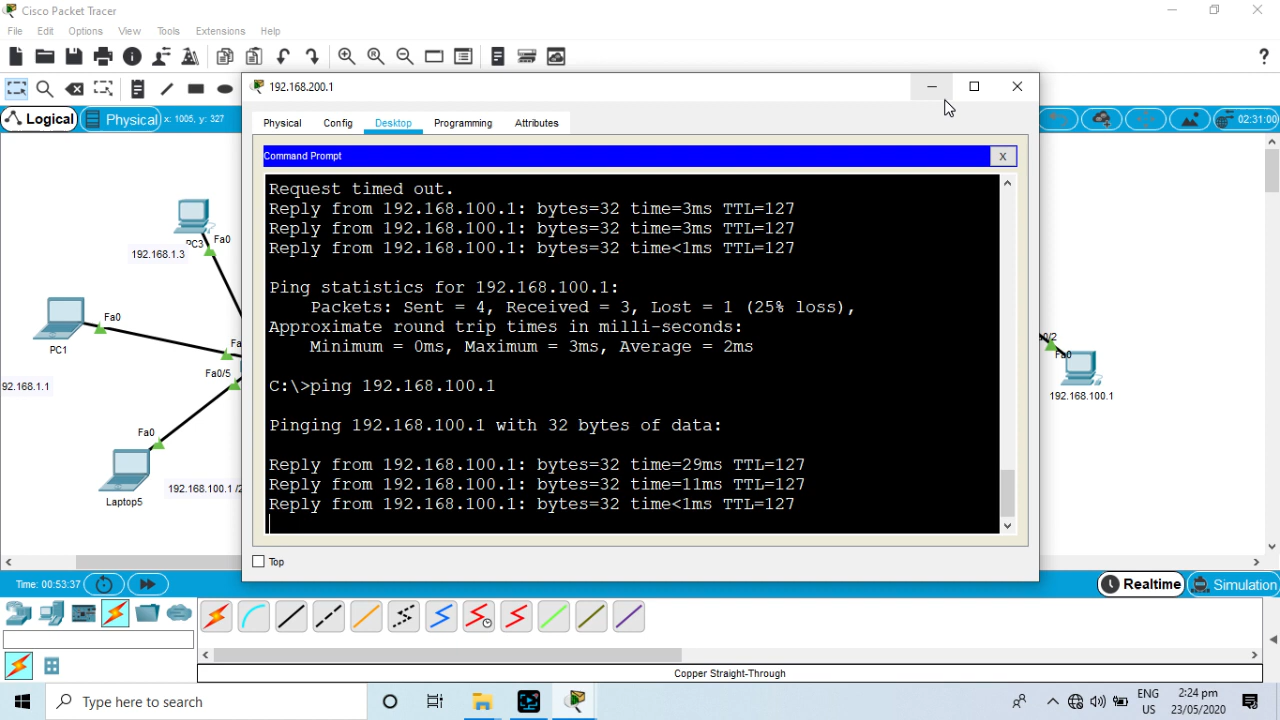 Cisco Packet Tracer
File Edit Options View Tools Extensions Help
?
192.168.200.1
Logical Physical x: 1005, y: 327
02:31:00
Physical Config Desktop Programming Attributes
Command Prompt
X
Request timed out.
Reply from 192.168.100.1: bytes=32 time=3ms TTL=127
Reply from 192.168.100.1: bytes=32 time=3ms TTL=127
Reply from 192.168.100.1: bytes=32 time<1ms TTL=127
Ping statistics for 192.168.100.1:
Packets: Sent = 4, Received = 3, Lost = 1 (25% loss),
Approximate round trip times in milli-seconds:
Minimum = 0ms, Maximum = 3ms, Average = 2ms
C:\>ping 192.168.100.1
Pinging 192.168.100.1 with 32 bytes of data:
Reply from 192.168.100.1: bytes=32 time=29ms TTL=127
Reply from 192.168.100.1: bytes=32 time=11ms TTL=127
Reply from 192.168.100.1: bytes=32 time<1ms TTL=127
Top
PC3 Fa0
192.168.1.3
Fa0
PC1
Fa
Fa0/5
92.168.1.1
Fa0
192.168.100.1 /2
Laptop5
0/2
Fa0
192.168.100.1
Time: 00:53:37
Realtime Simulation
Copper Straight-Through
Type here to search
ENG
US
2:24 pm
23/05/2020